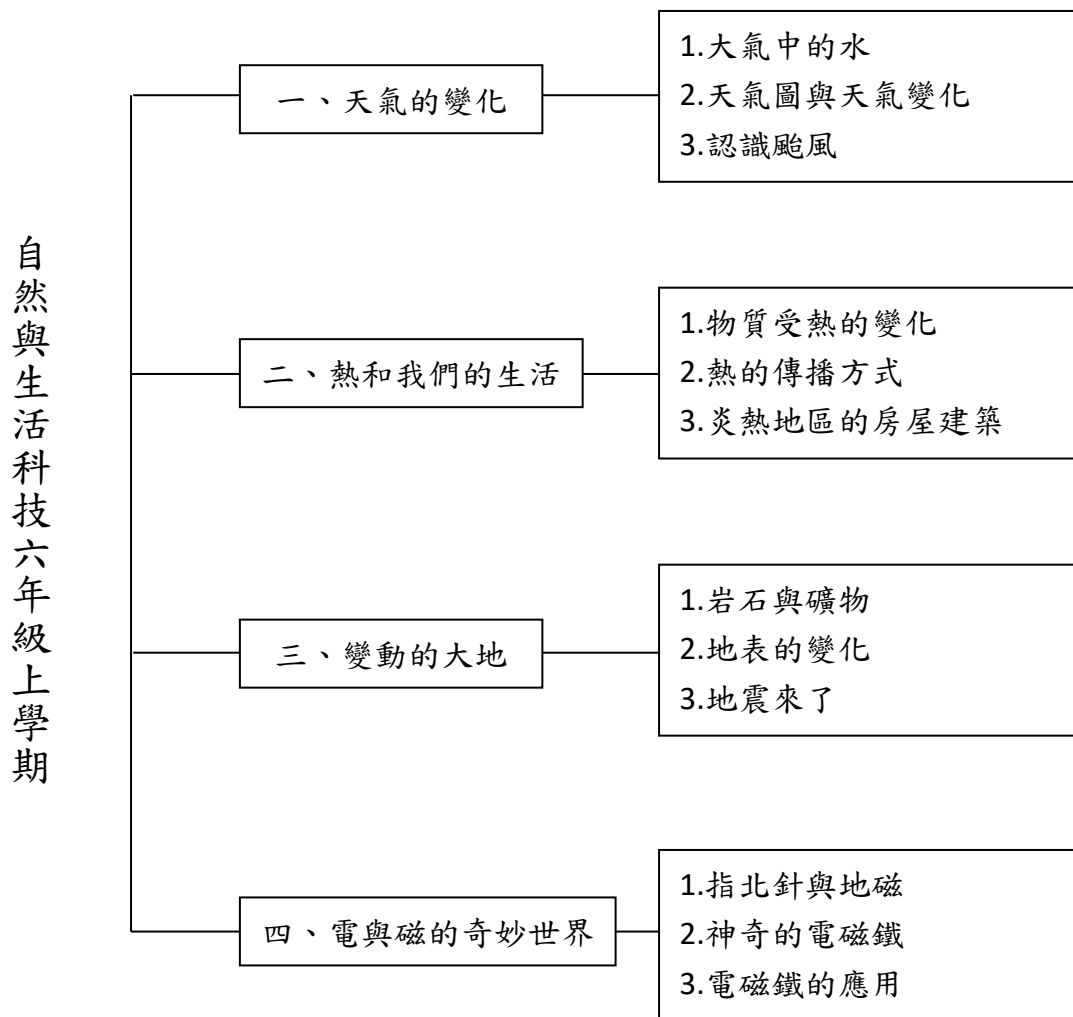 自然與生活科技六年級上學期
一、天氣的變化
1.大氣中的水
2.天氣圖與天氣變化
3.認識颱風
二、熱和我們的生活
1.物質受熱的變化
2.熱的傳播方式
3.炎熱地區的房屋建築
三、變動的大地
1.岩石與礦物
2.地表的變化
3.地震來了
四、電與磁的奇妙世界
1.指北針與地磁
2.神奇的電磁鐵
3.電磁鐵的應用